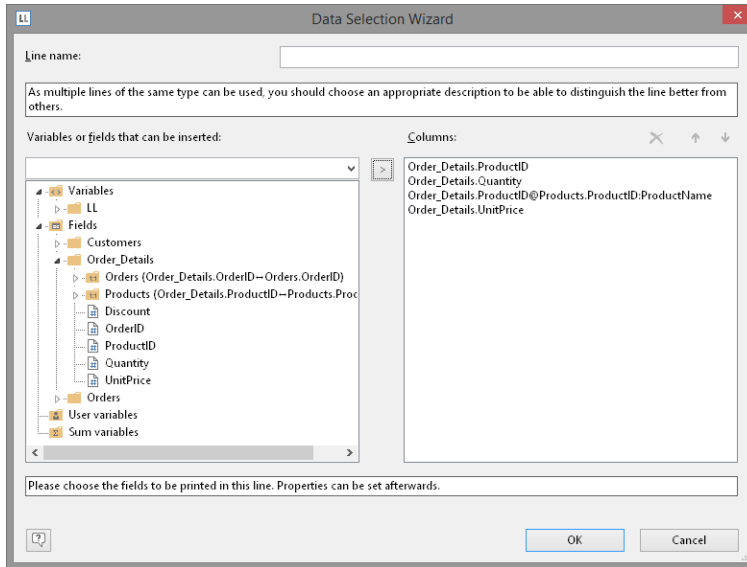 LL
Data Selection Wizard
Line name:
As multiple lines of the same type can be used, you should choose an appropriate description to be able to distinguish the line better from
others.
Variables or fields that can be inserted:
Columns:
>
Variables
LL
Fields
Customers
Order_Details
Orders {Order_Details.OrderID↔Orders.OrderID}
Products {Order_Details.ProductID↔Products.Proc
Discount
OrderID
ProductID
Quantity
UnitPrice
Orders
User variables
Sum variables
Order_Details.ProductID
Order_Details.Quantity
Order_Details.ProductID@Products.ProductID:ProductName
Order_Details.UnitPrice
Please choose the fields to be printed in this line. Properties can be set afterwards.
OK
Cancel